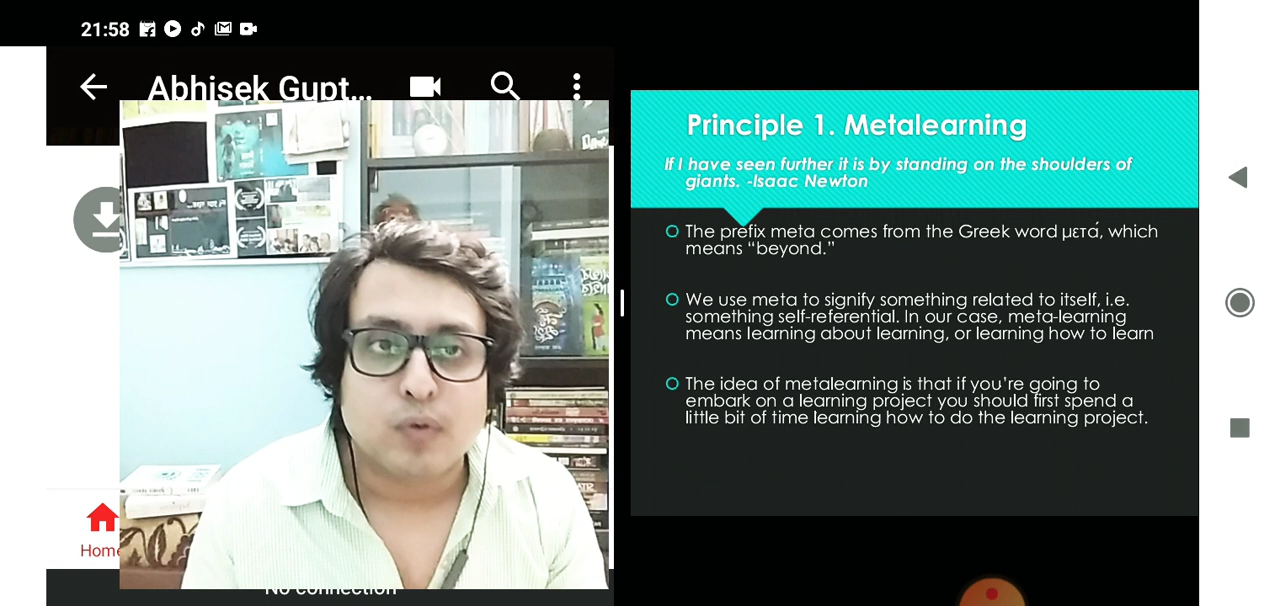 21:58
Abhisek Gupt...
Home
No connection
Principle 1. Metalearning
If I have seen further it is by standing on the shoulders of
giants. -Isaac Newton
The prefix meta comes from the Greek word μετά, which
means “beyond.”
We use meta to signify something related to itself, i.e.
something self-referential. In our case, meta-learning
means learning about learning, or learning how to learn
The idea of metalearning is that if you’re going to
embark on a learning project you should first spend a
little bit of time learning how to do the learning project.